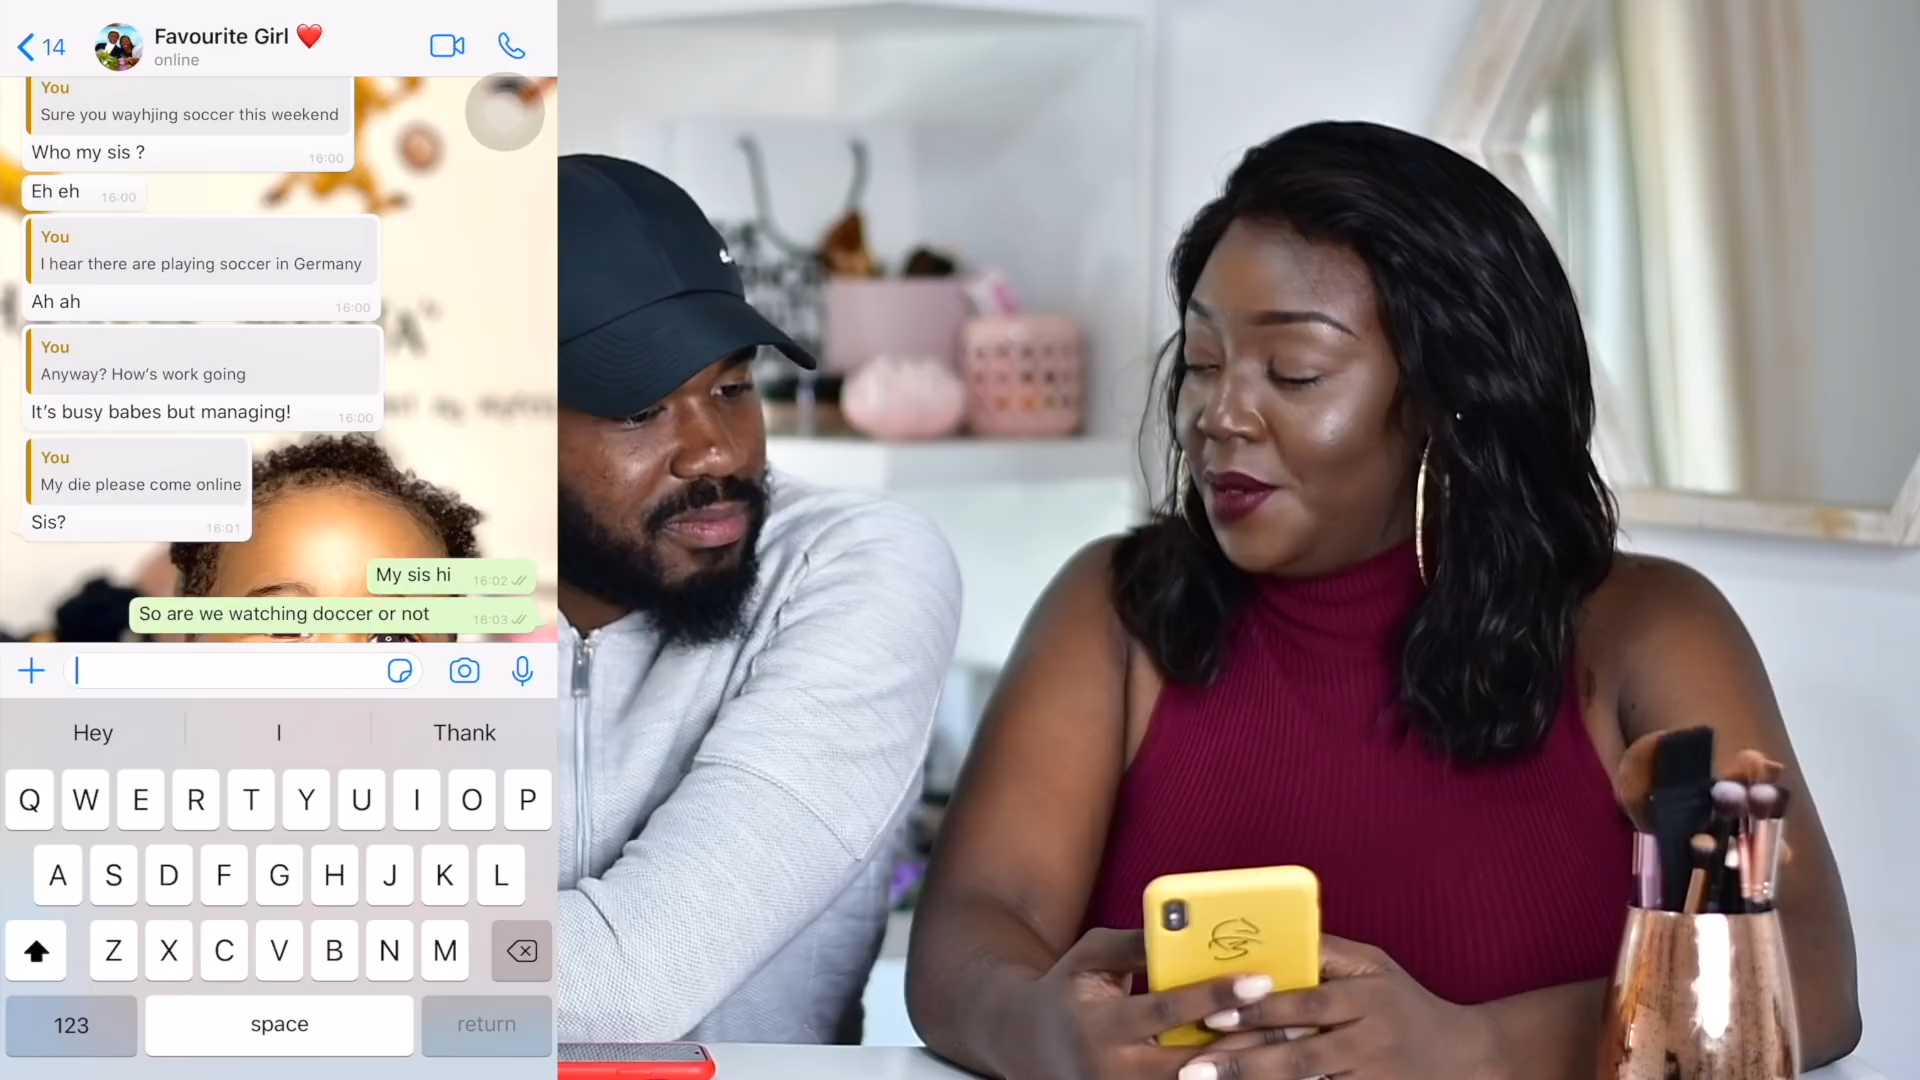 14
Favourite Girl ❤️
online
You
Sure you wayhjing soccer this weekend
Who my sis ?
16:00
Eh eh
16:00
You
I hear there are playing soccer in Germany
Ah ah
16:00
You
Anyway? How’s work going
It’s busy babes but managing!
16:00
You
My die please come online
Sis?
16:01
My sis hi
16:02
So are we watching doccer or not
16:03
Hey
I
Thank
Q W E R T Y U I O P
A S D F G H J K L
Z X C V B N M
123
space
return